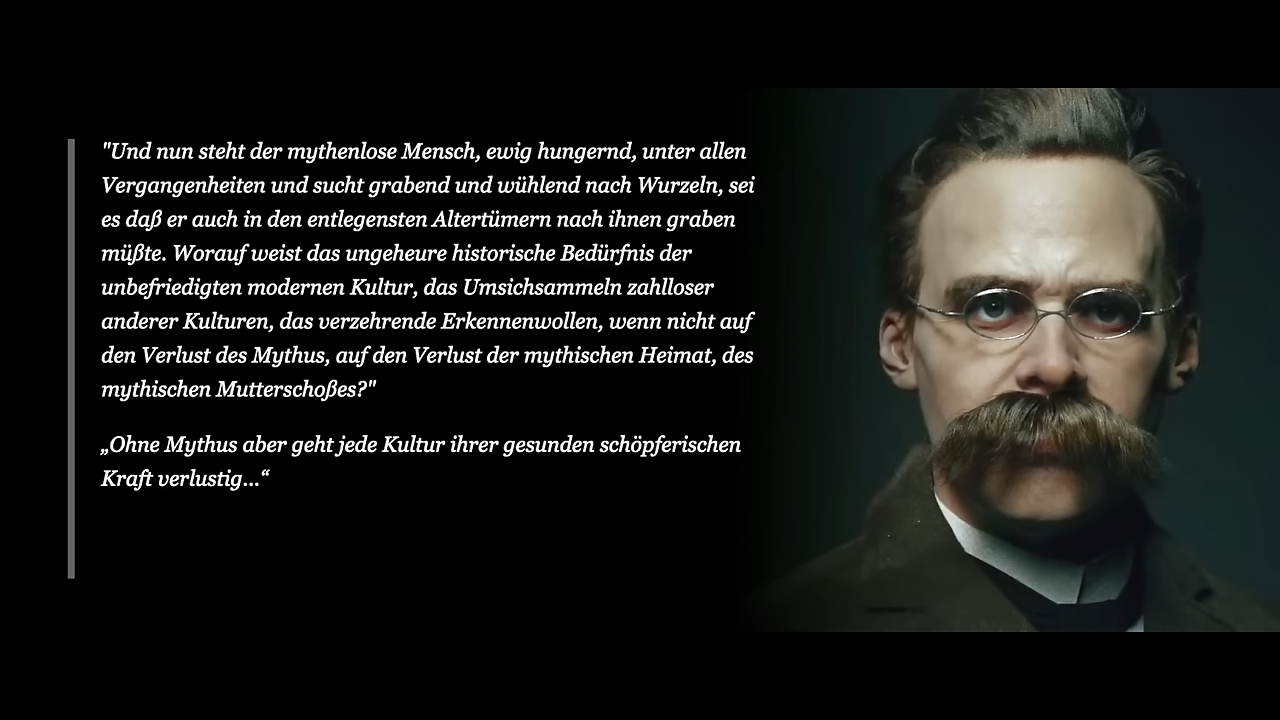 "Und nun steht der mythenlose Mensch, ewig hungernd, unter allen
Vergangenheiten und sucht grabend und wühlend nach Wurzeln, sei
es daß er auch in den entlegensten Altertümern nach ihnen graben
müßte. Worauf weist das ungeheure historische Bedürfnis der
unbefriedigten modernen Kultur, das Umsichsammeln zahlloser
anderer Kulturen, das verzehrende Erkennenwollen, wenn nicht auf
den Verlust des Mythus, auf den Verlust der mythischen Heimat, des
mythischen Mutterschoßes?"
„Ohne Mythus aber geht jede Kultur ihrer gesunden schöpferischen
Kraft verlustig...“